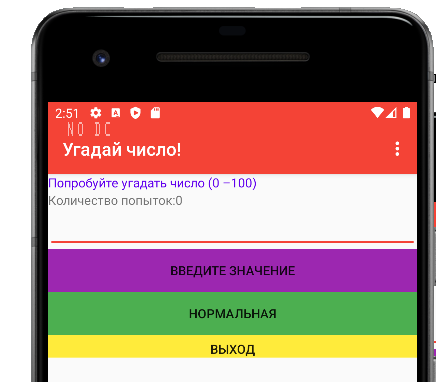 2:51
NO DC
Угадай число!
Попробуйте угадать число (0 –100)
Количество попыток:0
ВВЕДИТЕ ЗНАЧЕНИЕ
НОРМАЛЬНАЯ
ВЫХОД